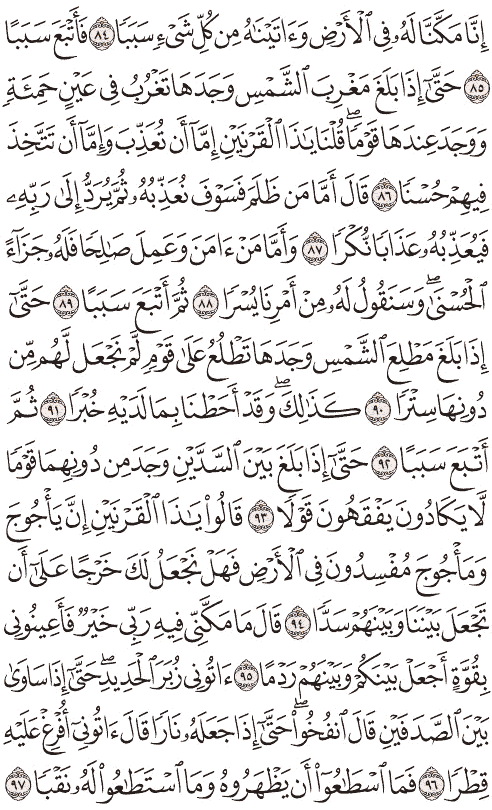 إِنَّا مَكَّنَّا لَهُۥ فِى ٱلْأَرْضِ وَءَاتَيْنَٰهُ مِن كُلِّ شَىْءٍ سَبَبًا ٨٤ فَأَتْبَعَ سَبَبًا
٨٥ حَتَّىٰٓ إِذَا بَلَغَ مَغْرِبَ ٱلشَّمْسِ وَجَدَهَا تَغْرُبُ فِى عَيْنٍ حَمِئَةٍ
وَوَجَدَ عِندَهَا قَوْمًا ۗ قُلْنَا يَٰذَا ٱلْقَرْنَيْنِ إِمَّآ أَن تُعَذِّبَ وَإِمَّآ أَن تَتَّخِذَ
فِيهِمْ حُسْنًا ٨٦ قَالَ أَمَّا مَن ظَلَمَ فَسَوْفَ نُعَذِّبُهُۥ ثُمَّ يُرَدُّ إِلَىٰ رَبِّهِۦ
فَيُعَذِّبُهُۥ عَذَابًا نُّكْرًا ٨٧ وَأَمَّا مَنْ ءَامَنَ وَعَمِلَ صَٰلِحًا فَلَهُۥ جَزَآءً
ٱلْحُسْنَىٰ ۖ وَسَنَقُولُ لَهُۥ مِنْ أَمْرِنَا يُسْرًا ٨٨ ثُمَّ أَتْبَعَ سَبَبًا ٨٩ حَتَّىٰٓ
إِذَا بَلَغَ مَطْلِعَ ٱلشَّمْسِ وَجَدَهَا تَطْلُعُ عَلَىٰ قَوْمٍ لَّمْ نَجْعَل لَّهُم مِّن
دُونِهَا سِتْرًا ٩٠ كَذَٰلِكَ ۖ وَقَدْ أَحَطْنَا بِمَا لَدَيْهِ خُبْرًا ٩١ ثُمَّ
أَتْبَعَ سَبَبًا ٩٢ حَتَّىٰٓ إِذَا بَلَغَ بَيْنَ ٱلسَّدَّيْنِ وَجَدَ مِن دُونِهِمَا قَوْمًا
لَّا يَكَادُونَ يَفْقَهُونَ قَوْلًا ٩٣ قَالُوا۟ يَٰذَا ٱلْقَرْنَيْنِ إِنَّ يَأْجُوجَ
وَمَأْجُوجَ مُفْسِدُونَ فِى ٱلْأَرْضِ فَهَلْ نَجْعَلُ لَكَ خَرْجًا عَلَىٰٓ أَن
تَجْعَلَ بَيْنَنَا وَبَيْنَهُمْ سَدًّا ٩٤ قَالَ مَا مَكَّنِّى فِيهِ رَبِّى خَيْرٌ فَأَعِينُونِى
بِقُوَّةٍ أَجْعَلْ بَيْنَكُمْ وَبَيْنَهُمْ رَدْمًا ٩٥ ءَاتُونِى زُبَرَ ٱلْحَدِيدِ ۖ حَتَّىٰٓ إِذَا سَاوَىٰ
بَيْنَ ٱلصَّدَفَيْنِ قَالَ ٱنفُخُوا۟ ۖ حَتَّىٰٓ إِذَا جَعَلَهُۥ نَارًا قَالَ ءَاتُونِىٓ أُفْرِغْ عَلَيْهِ
قِطْرًا ٩٦ فَمَا ٱسْطَٰعُوٓا۟ أَن يَظْهَرُوهُ وَمَا ٱسْتَطَٰعُوا۟ لَهُۥ نَقْبًا ٩٧